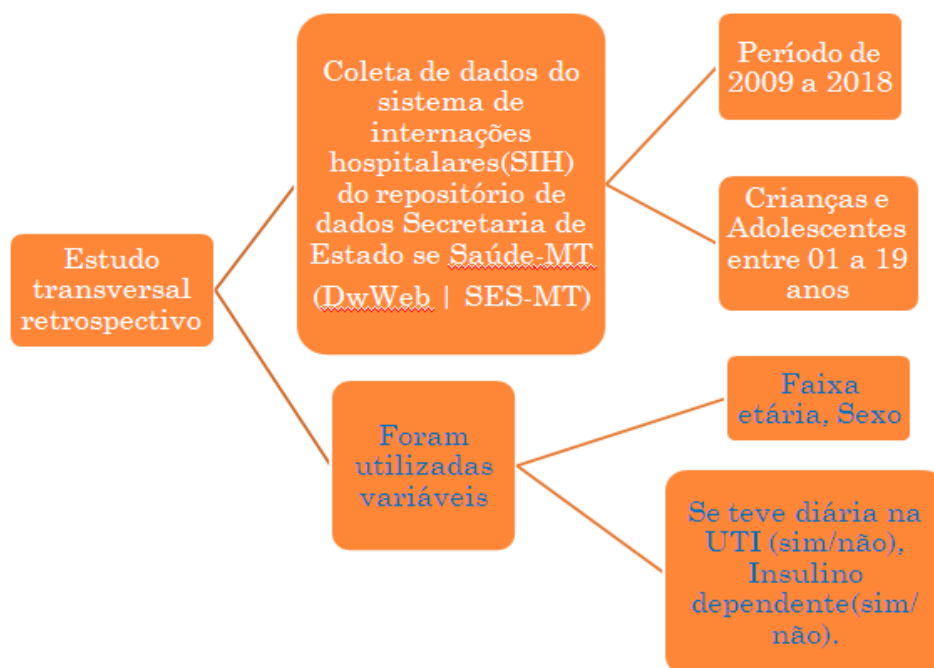 Estudo
transversal
retrospectivo
Coleta de dados do
sistema de
internações
hospitalares(SIH)
do repositório de
dados Secretaria de
Estado se Saúde-MT
(DwWeb | SES-MT)
Período de
2009 a 2018
Crianças e
Adolescentes
entre 01 a 19
anos
Foram
utilizadas
variáveis
Faixa
etária, Sexo
Se teve diária na
UTI (sim/não),
Insulino
dependente(sim/
não).